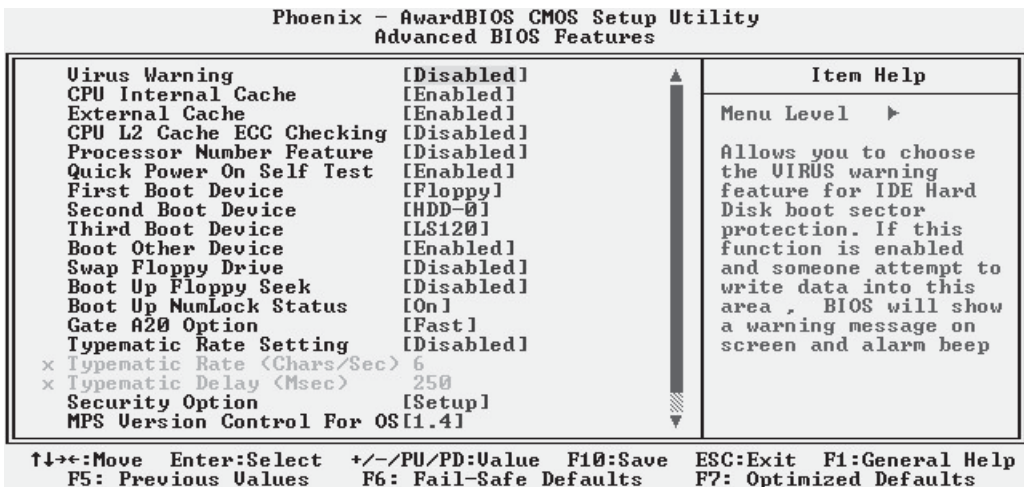 Phoenix - AwardBIOS CMOS Setup Utility
Advanced BIOS Features
Virus Warning [Disabled]
CPU Internal Cache [Enabled]
External Cache [Enabled]
CPU L2 Cache ECC Checking [Disabled]
Processor Number Feature [Disabled]
Quick Power On Self Test [Enabled]
First Boot Device [Floppy]
Second Boot Device [HDD-0]
Third Boot Device [LS120]
Boot Other Device [Enabled]
Swap Floppy Drive [Disabled]
Boot Up Floppy Seek [Disabled]
Boot Up NumLock Status [On]
Gate A20 Option [Fast]
Typematic Rate Setting [Disabled]
x Typematic Rate (Chars/Sec) 6
x Typematic Delay (Msec) 250
Security Option [Setup]
MPS Version Control For OS[1.4]
Item Help
Menu Level ▶
Allows you to choose
the VIRUS warning
feature for IDE Hard
Disk boot sector
protection. If this
function is enabled
and someone attempt to
write data into this
area , BIOS will show
a warning message on
screen and alarm beep
↑↓→←:Move Enter:Select +/-/PU/PD:Value F10:Save ESC:Exit F1:General Help
F5: Previous Values F6: Fail-Safe Defaults F7: Optimized Defaults